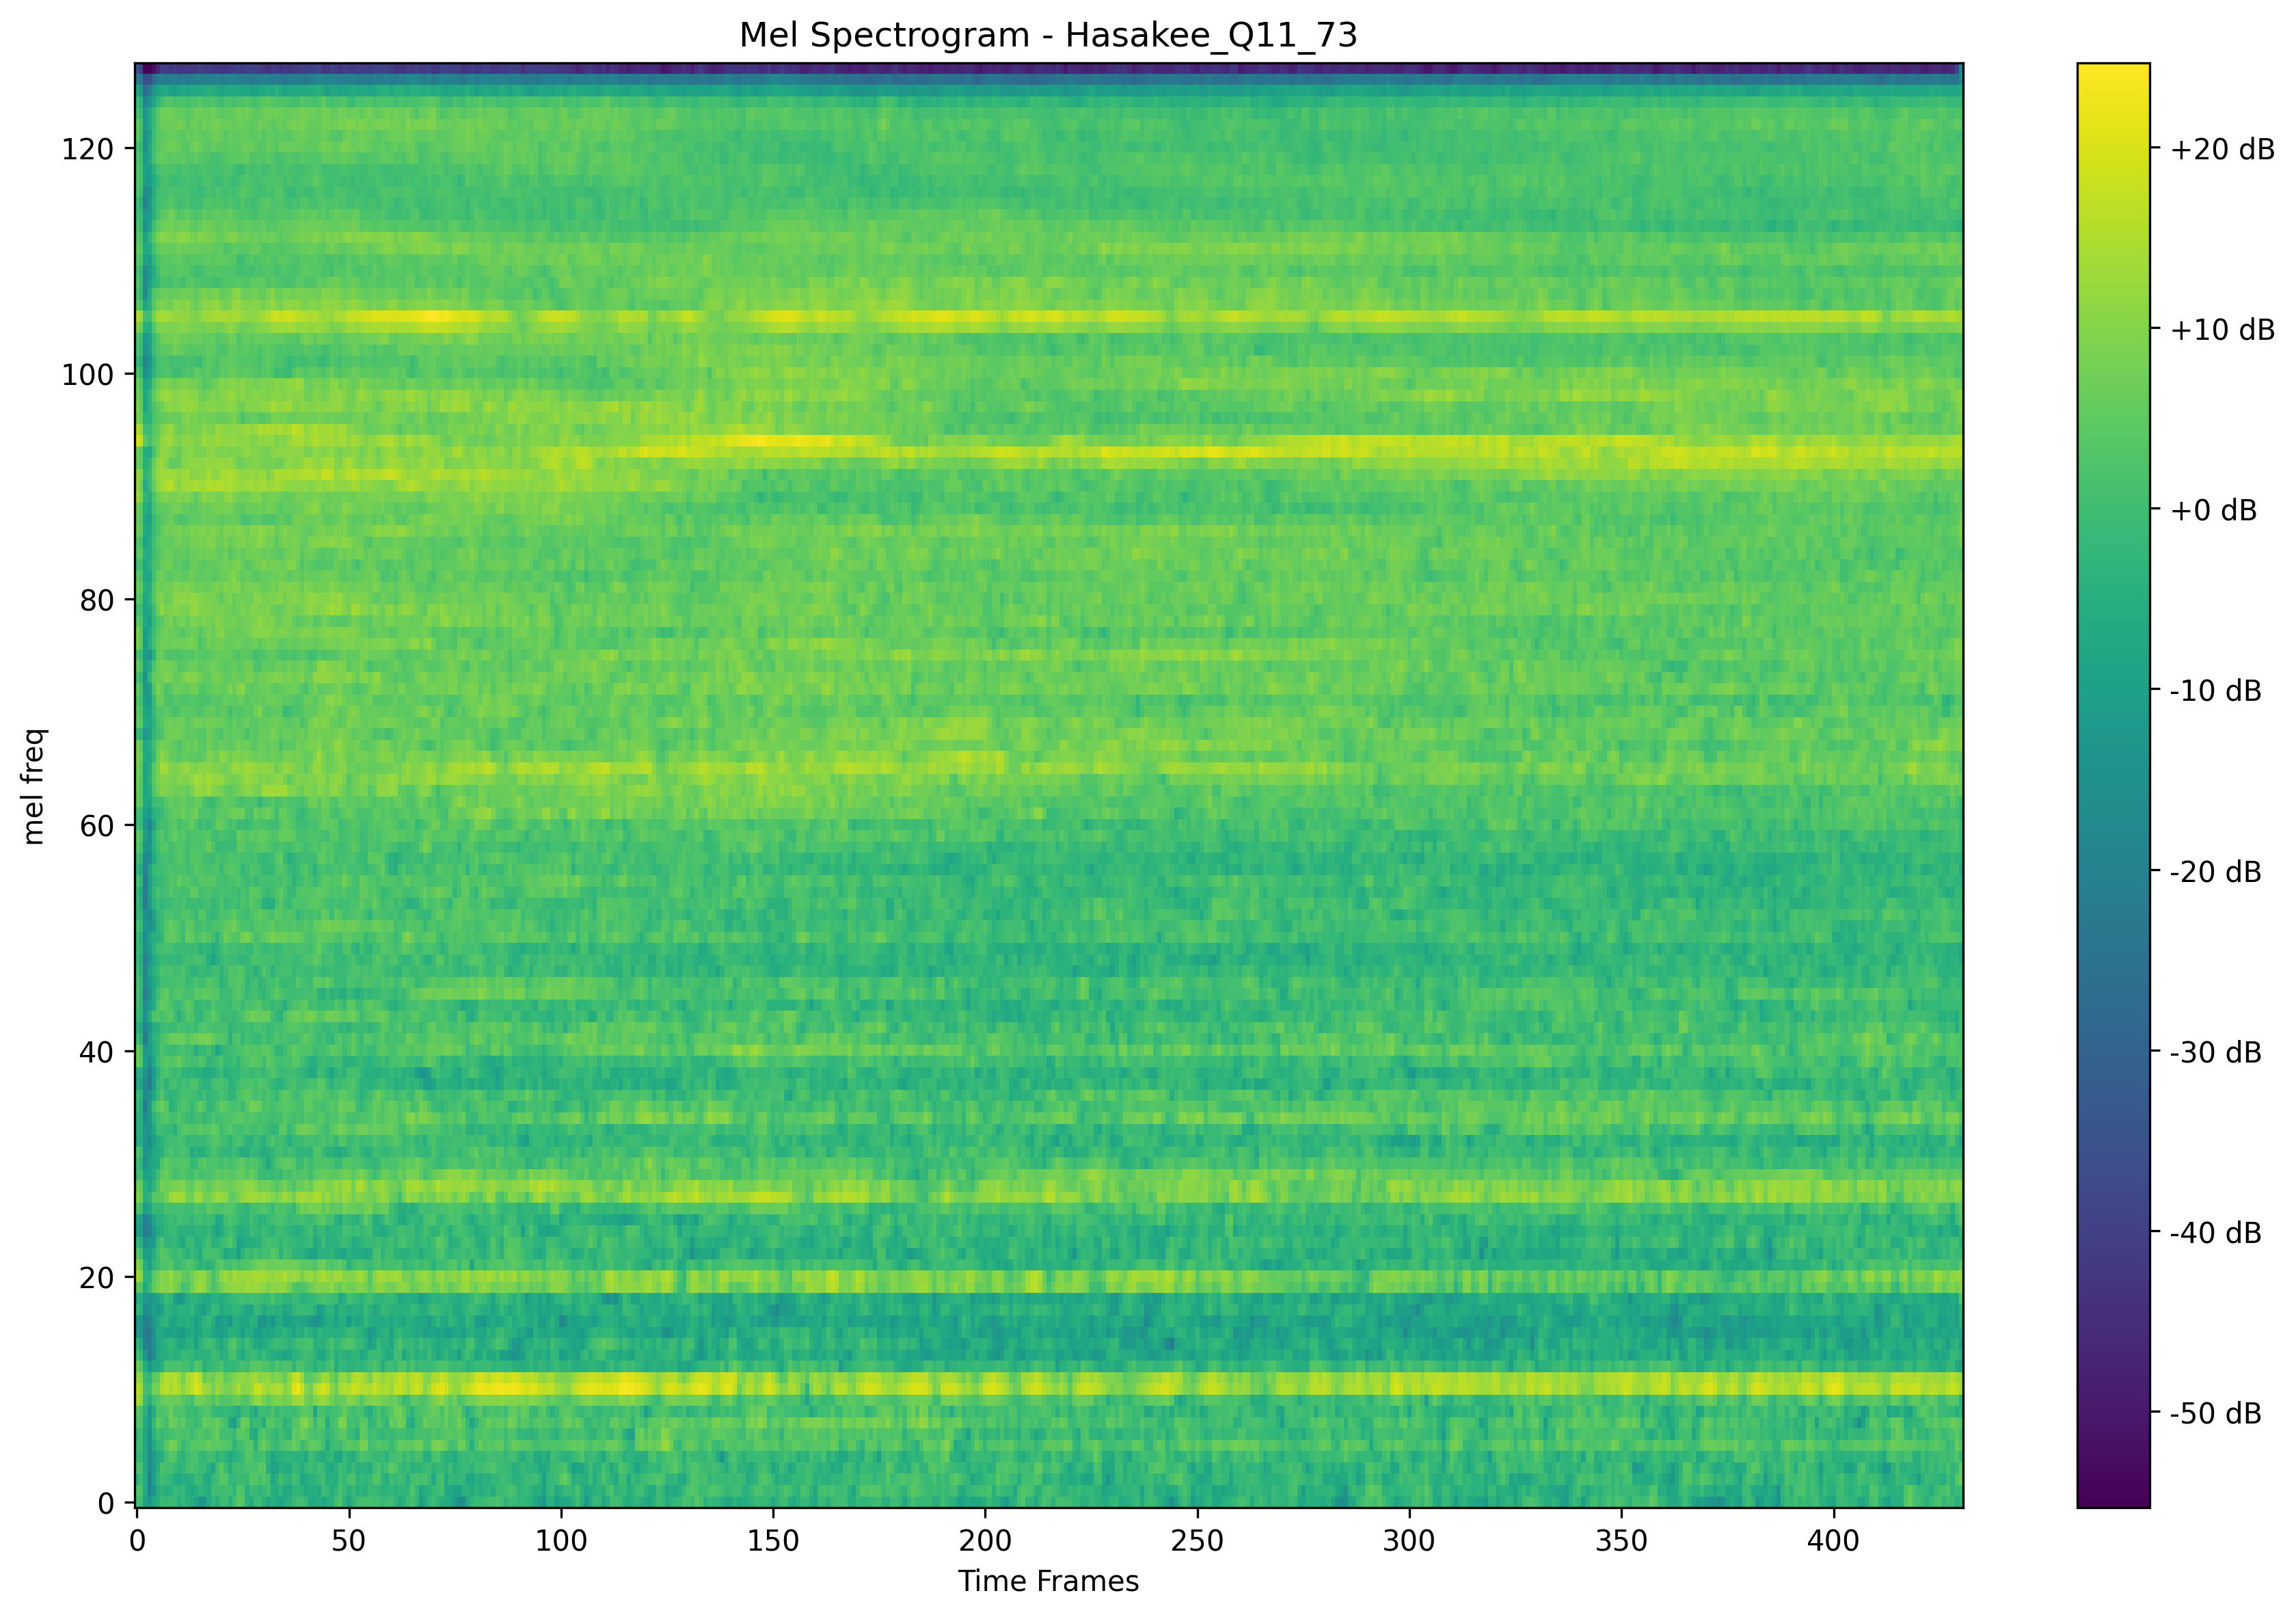 Mel Spectrogram - Hasakee_Q11_73
mel freq
120
100
80
60
40
20
0
0 50 100 150 200 250 300 350 400
Time Frames
+20 dB
+10 dB
+0 dB
-10 dB
-20 dB
-30 dB
-40 dB
-50 dB